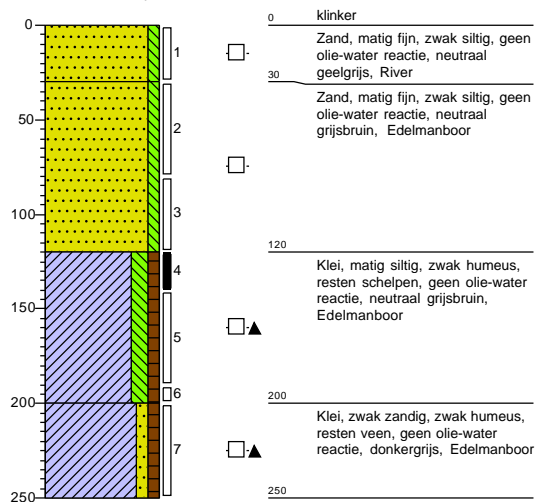 0
klinker
Zand, matig fijn, zwak siltig, geen
olie-water reactie, neutraal
geelgrijs, River
30
Zand, matig fijn, zwak siltig, geen
olie-water reactie, neutraal
grijsbruin, Edelmanboor
120
Klei, matig siltig, zwak humeus,
resten schelpen, geen olie-water
reactie, neutraal grijsbruin,
Edelmanboor
200
Klei, zwak zandig, zwak humeus,
resten veen, geen olie-water
reactie, donkergrijs, Edelmanboor
250
0
50
100
150
200
250
1
2
3
4
5
6
7